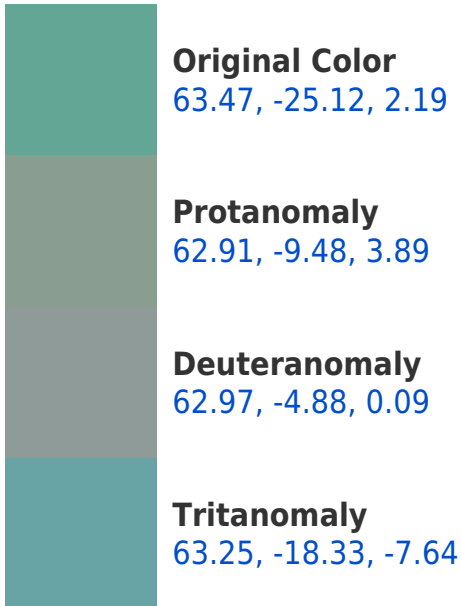 Original Color
63.47, -25.12, 2.19
Protanomaly
62.91, -9.48, 3.89
Deuteranomaly
62.97, -4.88, 0.09
Tritanomaly
63.25, -18.33, -7.64